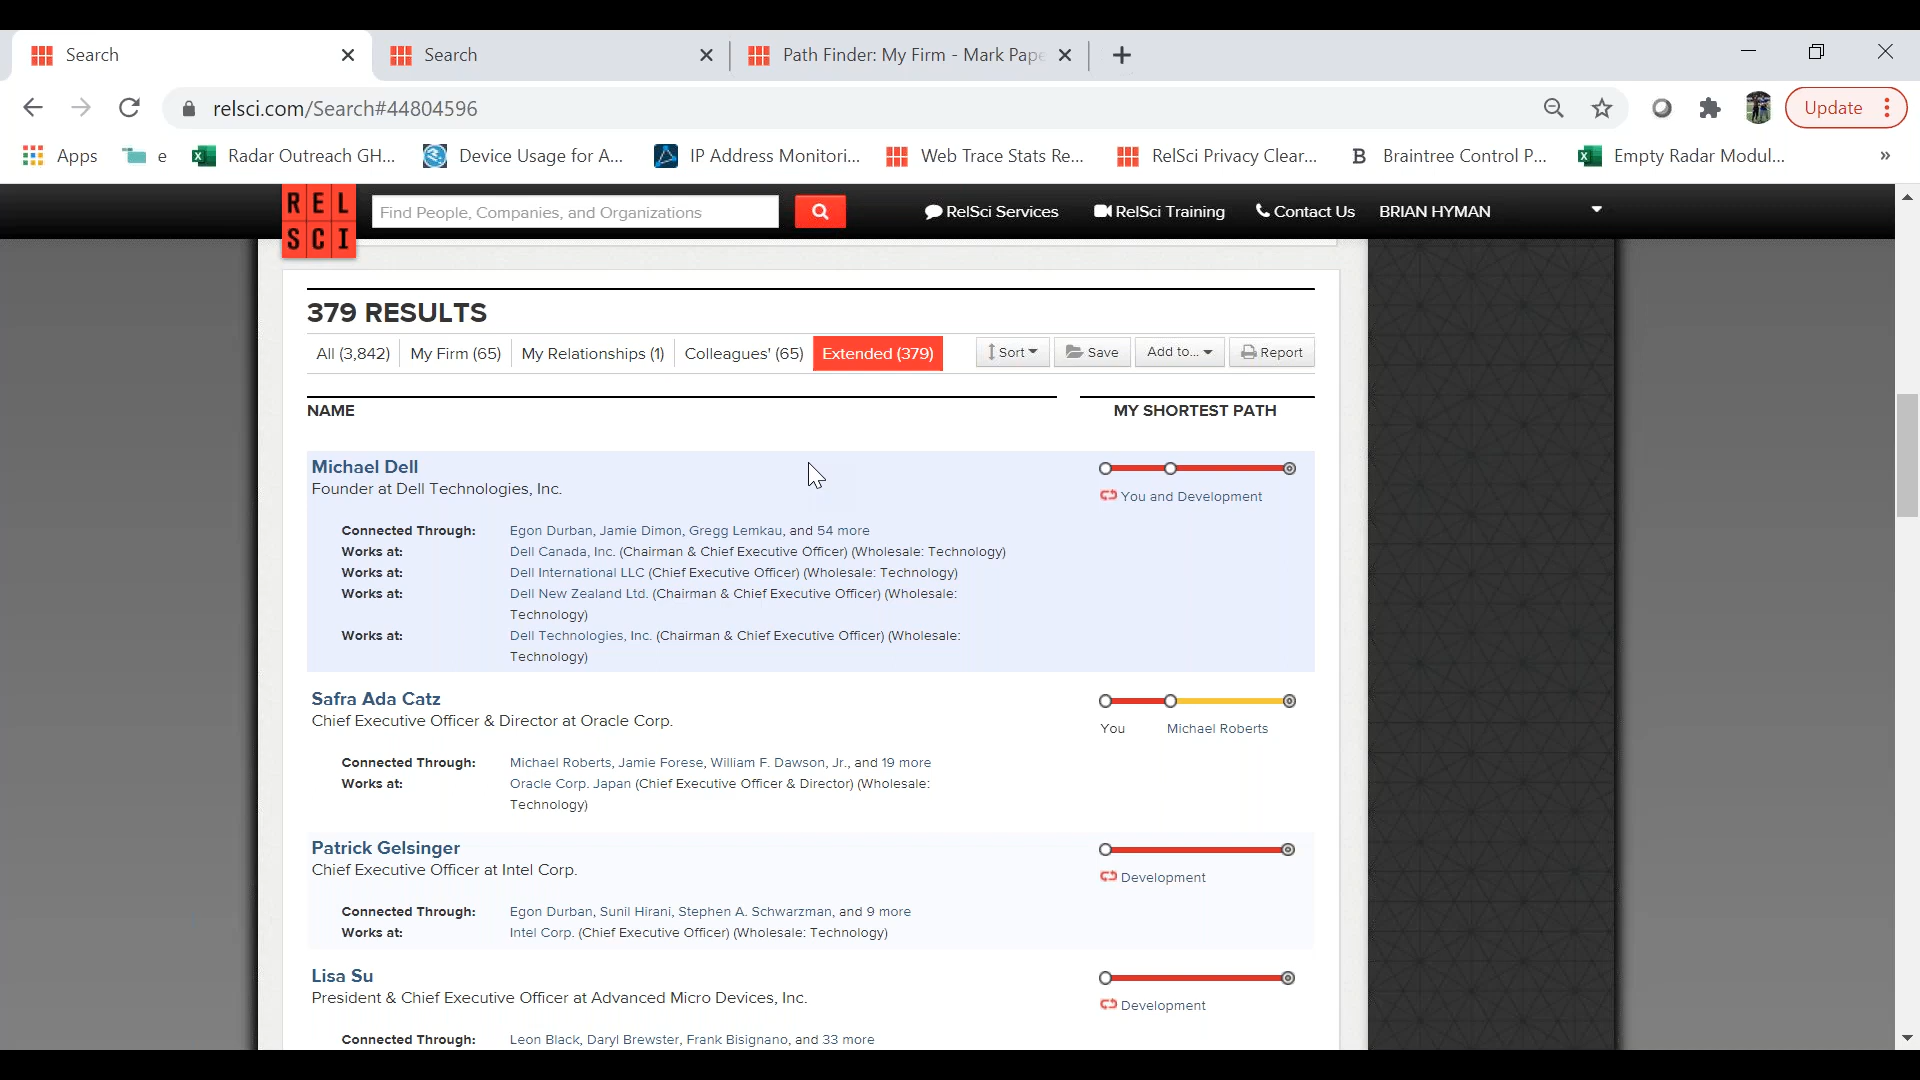 Search
Search
Path Finder: My Firm - Mark Pape
relsci.com/Search#44804596
Update
Apps
e
Radar Outreach GH...
Device Usage for A...
IP Address Monitori...
Web Trace Stats Re...
RelSci Privacy Clear...
B Braintree Control P...
Empty Radar Modul...
»
REL
SCI
Find People, Companies, and Organizations
RelSci Services
RelSci Training
Contact Us
BRIAN HYMAN
379 RESULTS
All (3,842)
My Firm (65)
My Relationships (1)
Colleagues' (65)
Extended (379)
Sort
Save
Add to...
Report
NAME
MY SHORTEST PATH
Michael Dell
Founder at Dell Technologies, Inc.
You and Development
Connected Through: Egon Durban, Jamie Dimon, Gregg Lemkau, and 54 more
Works at: Dell Canada, Inc. (Chairman & Chief Executive Officer) (Wholesale: Technology)
Works at: Dell International LLC (Chief Executive Officer) (Wholesale: Technology)
Works at: Dell New Zealand Ltd. (Chairman & Chief Executive Officer) (Wholesale:
Technology)
Works at: Dell Technologies, Inc. (Chairman & Chief Executive Officer) (Wholesale:
Technology)
Safra Ada Catz
Chief Executive Officer & Director at Oracle Corp.
You Michael Roberts
Connected Through: Michael Roberts, Jamie Forese, William F. Dawson, Jr., and 19 more
Works at: Oracle Corp. Japan (Chief Executive Officer & Director) (Wholesale:
Technology)
Patrick Gelsinger
Chief Executive Officer at Intel Corp.
Development
Connected Through: Egon Durban, Sunil Hirani, Stephen A. Schwarzman, and 9 more
Works at: Intel Corp. (Chief Executive Officer) (Wholesale: Technology)
Lisa Su
President & Chief Executive Officer at Advanced Micro Devices, Inc.
Development
Connected Through: Leon Black, Daryl Brewster, Frank Bisignano, and 33 more